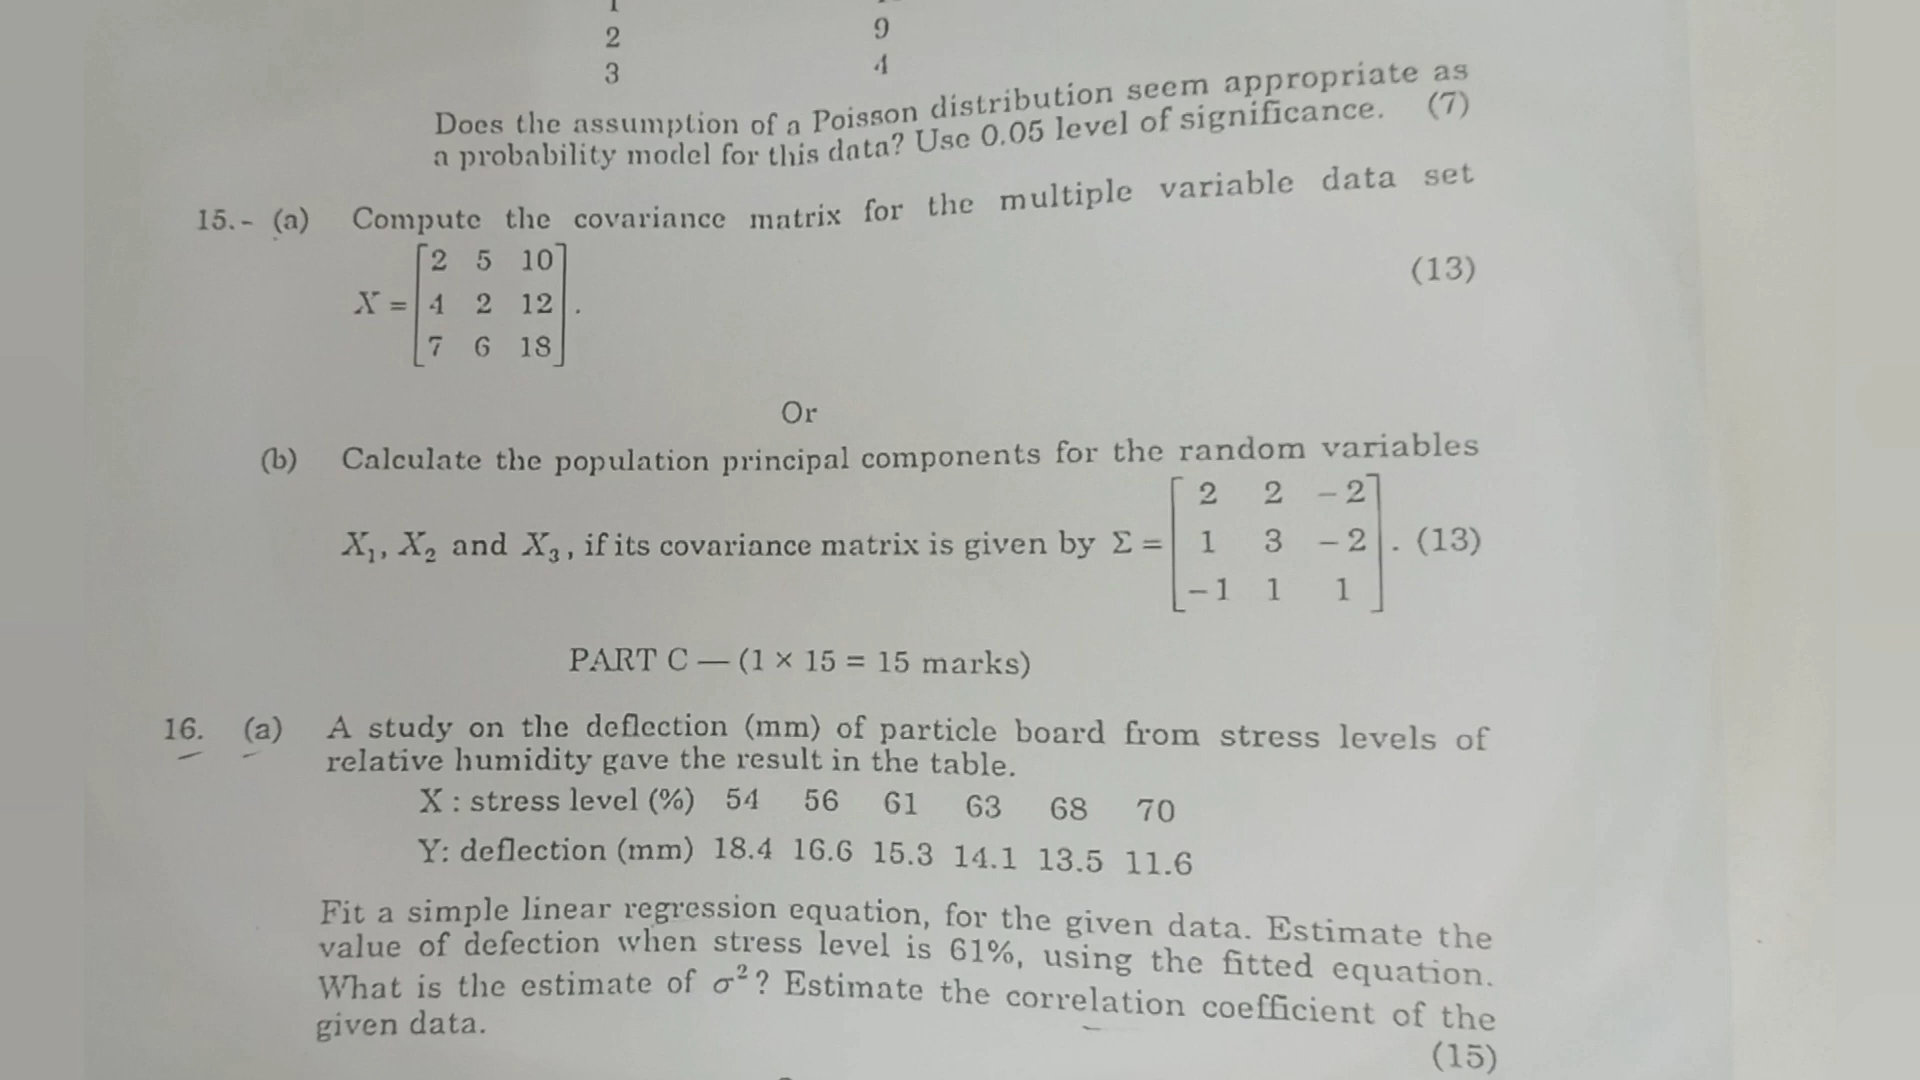 1
2 9
3 4
Does the assumption of a Poisson distribution seem appropriate as
a probability model for this data? Use 0.05 level of significance. (7)
15.- (a) Compute the covariance matrix for the multiple variable data set
X = [2 5 10
4 2 12
7 6 18]. (13)
Or
(b) Calculate the population principal components for the random variables
X₁, X₂ and X₃, if its covariance matrix is given by Σ = [2 2 -2
1 3 -2
-1 1 1]. (13)
PART C — (1 × 15 = 15 marks)
16. (a) A study on the deflection (mm) of particle board from stress levels of
relative humidity gave the result in the table.
X : stress level (%) 54 56 61 63 68 70
Y: deflection (mm) 18.4 16.6 15.3 14.1 13.5 11.6
Fit a simple linear regression equation, for the given data. Estimate the
value of defection when stress level is 61%, using the fitted equation.
What is the estimate of σ²? Estimate the correlation coefficient of the
given data.
(15)